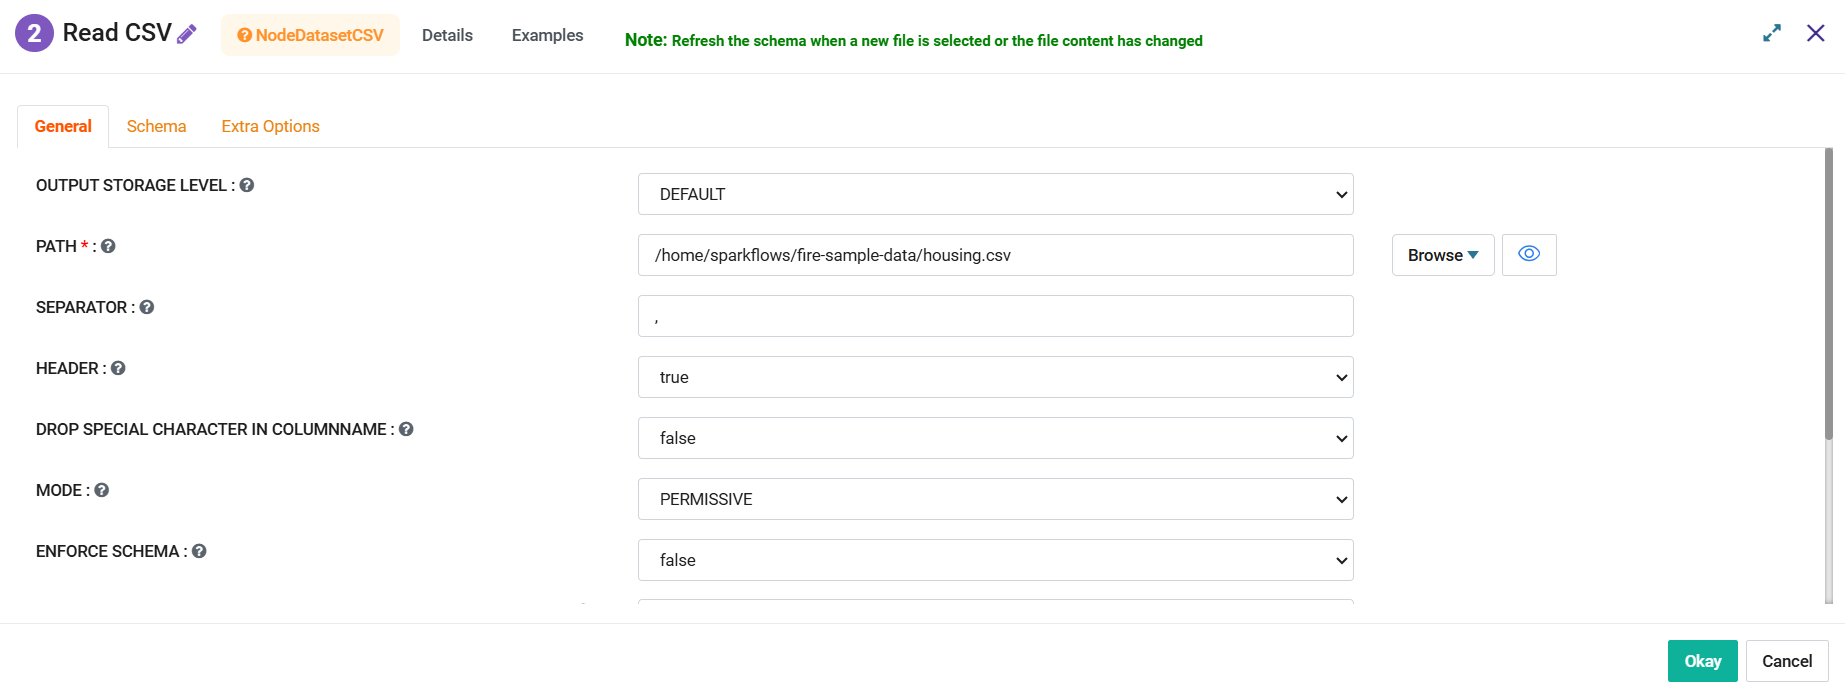 2 Read CSV NodeDatasetCSV Details Examples Note: Refresh the schema when a new file is selected or the file content has changed
General Schema Extra Options
OUTPUT STORAGE LEVEL : DEFAULT
PATH * : /home/sparkflows/fire-sample-data/housing.csv Browse
SEPARATOR : ,
HEADER : true
DROP SPECIAL CHARACTER IN COLUMNNAME : false
MODE : PERMISSIVE
ENFORCE SCHEMA : false
Okay Cancel